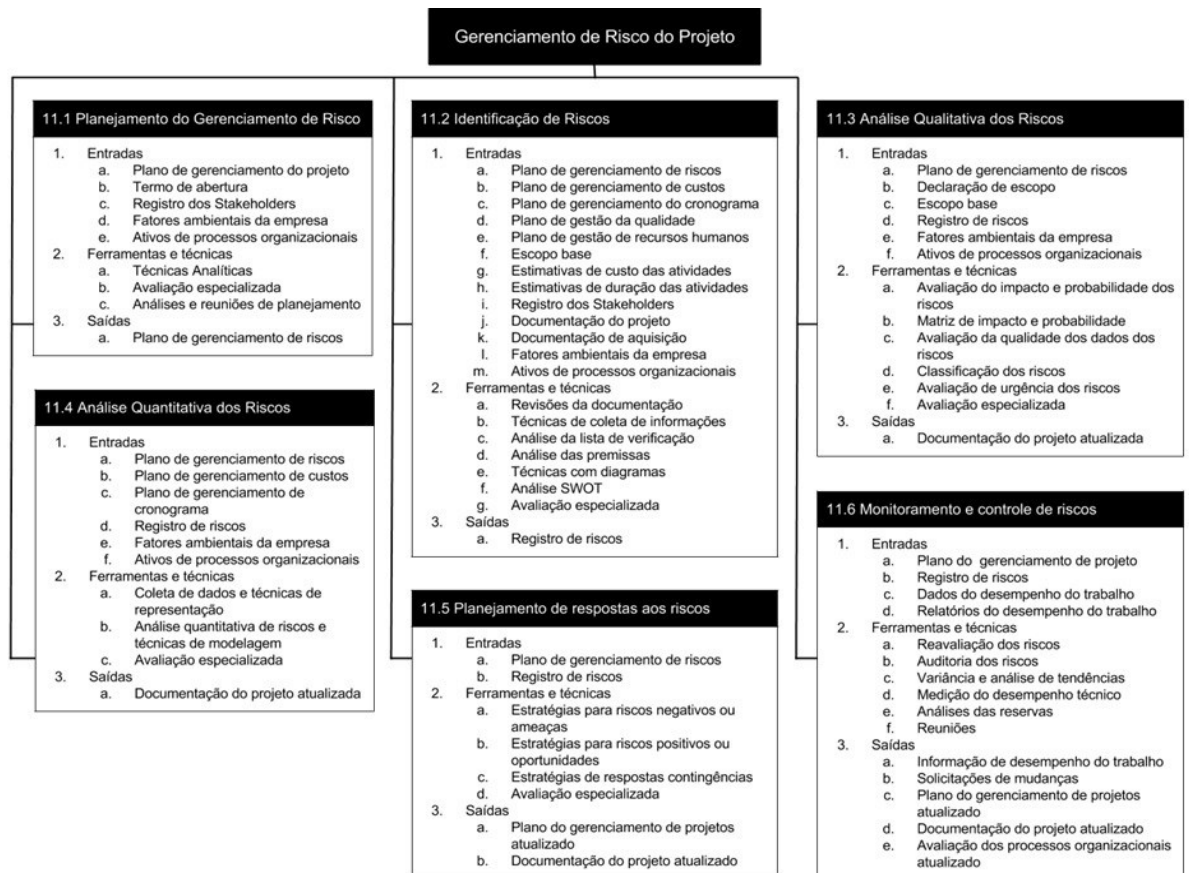 Gerenciamento de Risco do Projeto
11.1 Planejamento do Gerenciamento de Risco
1. Entradas
a. Plano de gerenciamento do projeto
b. Termo de abertura
c. Registro dos Stakeholders
d. Fatores ambientais da empresa
e. Ativos de processos organizacionais
2. Ferramentas e técnicas
a. Técnicas Analíticas
b. Avaliação especializada
c. Análises e reuniões de planejamento
3. Saídas
a. Plano de gerenciamento de riscos
11.2 Identificação de Riscos
1. Entradas
a. Plano de gerenciamento de riscos
b. Plano de gerenciamento de custos
c. Plano de gerenciamento do cronograma
d. Plano de gestão da qualidade
e. Plano de gestão de recursos humanos
f. Escopo base
g. Estimativas de custo das atividades
h. Estimativas de duração das atividades
i. Registro dos Stakeholders
j. Documentação do projeto
k. Documentação de aquisição
l. Fatores ambientais da empresa
m. Ativos de processos organizacionais
2. Ferramentas e técnicas
a. Revisões da documentação
b. Técnicas de coleta de informações
c. Análise da lista de verificação
d. Análise das premissas
e. Técnicas com diagramas
f. Análise SWOT
g. Avaliação especializada
3. Saídas
a. Registro de riscos
11.3 Análise Qualitativa dos Riscos
1. Entradas
a. Plano de gerenciamento de riscos
b. Declaração de escopo
c. Escopo base
d. Registro de riscos
e. Fatores ambientais da empresa
f. Ativos de processos organizacionais
2. Ferramentas e técnicas
a. Avaliação do impacto e probabilidade dos
riscos
b. Matriz de impacto e probabilidade
c. Avaliação da qualidade dos dados dos
riscos
d. Classificação dos riscos
e. Avaliação de urgência dos riscos
f. Avaliação especializada
3. Saídas
a. Documentação do projeto atualizada
11.4 Análise Quantitativa dos Riscos
1. Entradas
a. Plano de gerenciamento de riscos
b. Plano de gerenciamento de custos
c. Plano de gerenciamento de
cronograma
d. Registro de riscos
e. Fatores ambientais da empresa
f. Ativos de processos organizacionais
2. Ferramentas e técnicas
a. Coleta de dados e técnicas de
representação
b. Análise quantitativa de riscos e
técnicas de modelagem
c. Avaliação especializada
3. Saídas
a. Documentação do projeto atualizada
11.5 Planejamento de respostas aos riscos
1. Entradas
a. Plano de gerenciamento de riscos
b. Registro de riscos
2. Ferramentas e técnicas
a. Estratégias para riscos negativos ou
ameaças
b. Estratégias para riscos positivos ou
oportunidades
c. Estratégias de respostas contingências
d. Avaliação especializada
3. Saídas
a. Plano do gerenciamento de projetos
atualizado
b. Documentação do projeto atualizado
11.6 Monitoramento e controle de riscos
1. Entradas
a. Plano do gerenciamento de projeto
b. Registro de riscos
c. Dados do desempenho do trabalho
d. Relatórios do desempenho do trabalho
2. Ferramentas e técnicas
a. Reavaliação dos riscos
b. Auditoria dos riscos
c. Variância e análise de tendências
d. Medição do desempenho técnico
e. Análises das reservas
f. Reuniões
3. Saídas
a. Informação de desempenho do trabalho
b. Solicitações de mudanças
c. Plano do gerenciamento de projetos
atualizado
d. Documentação do projeto atualizado
e. Avaliação dos processos organizacionais
atualizado